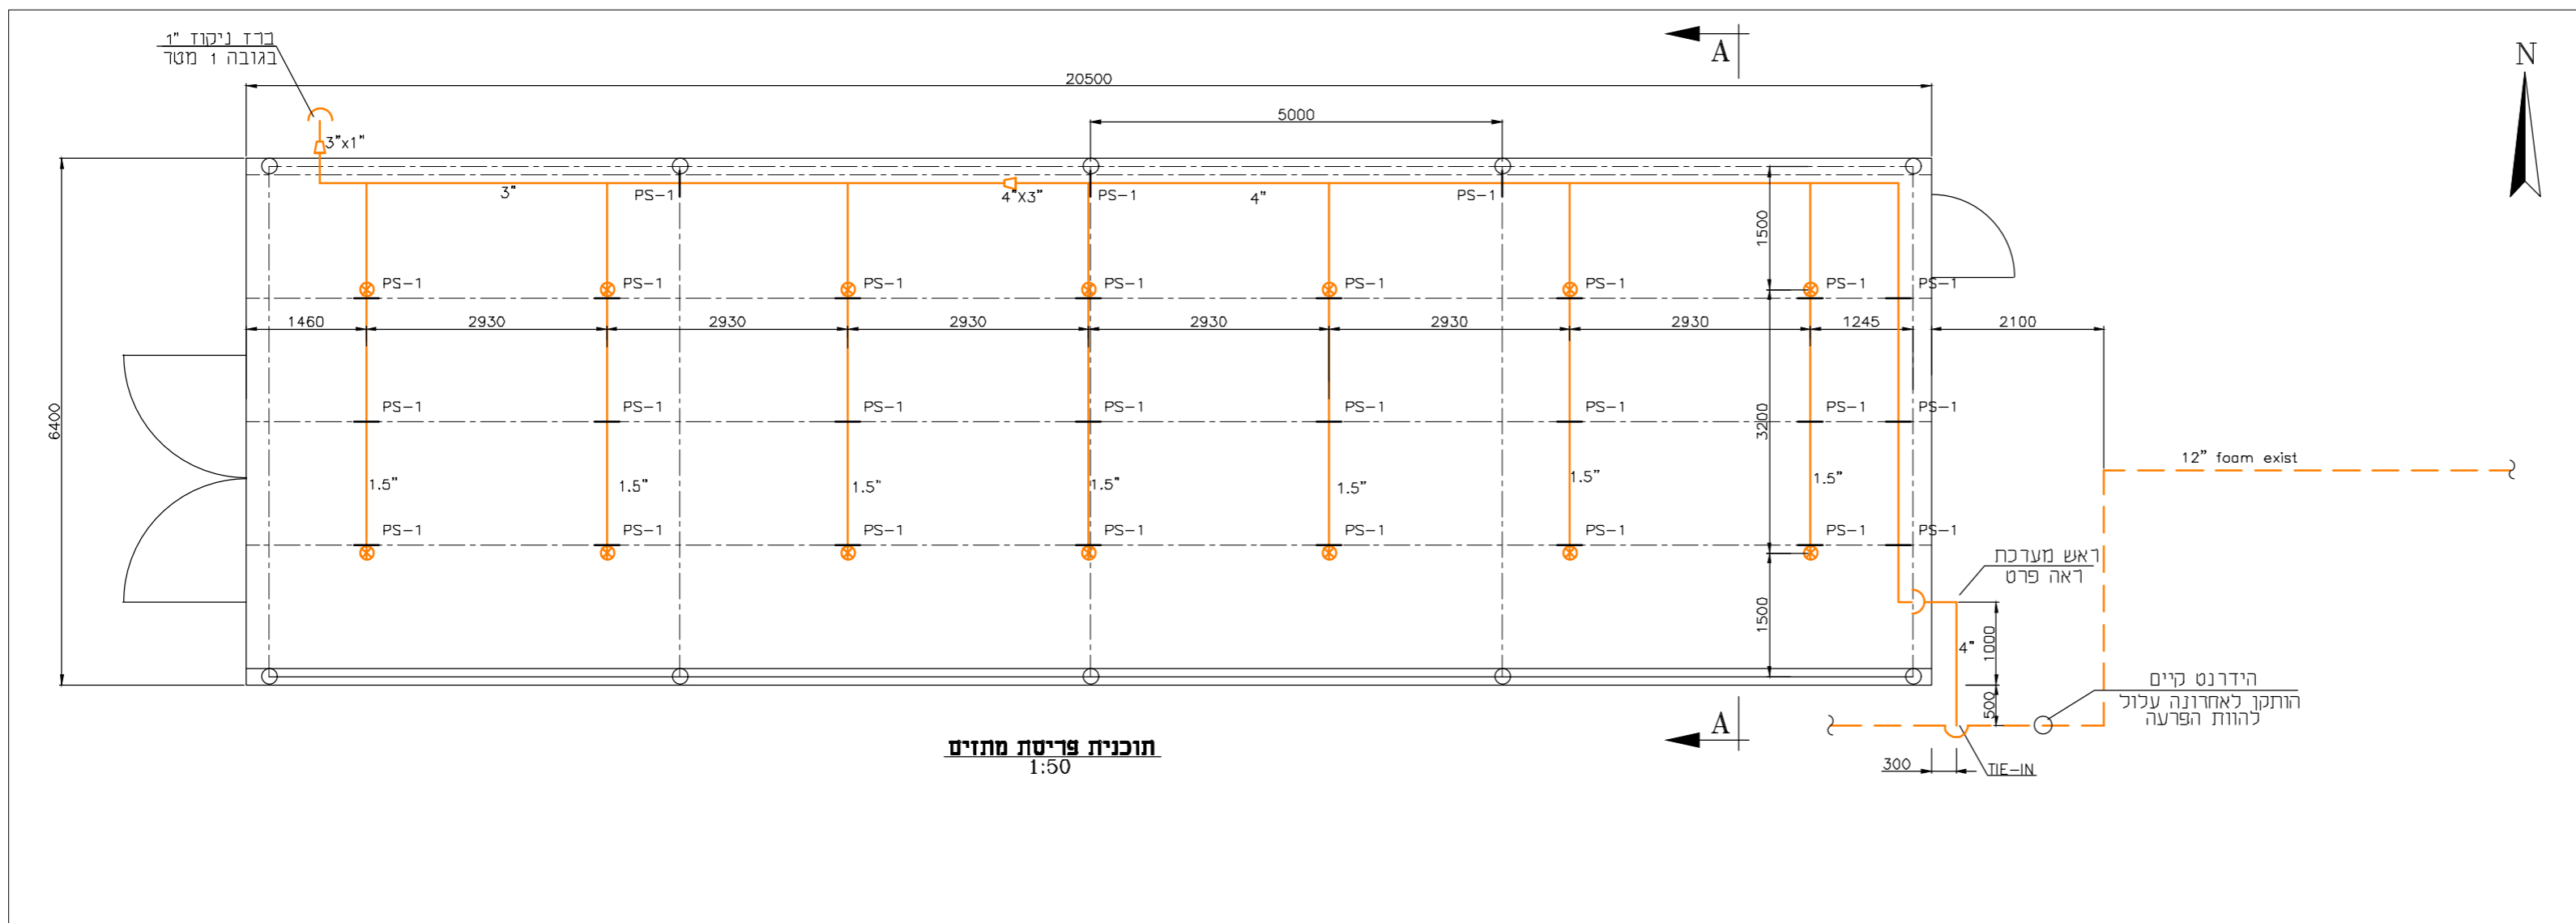 ברז ניקוז "1
בגובה 1 מטר
A
N
20500
5000
3"x1"
3"
PS-1
4"X3"
PS-1
4"
PS-1
1500
PS-1
PS-1
PS-1
PS-1
PS-1
PS-1
PS-1
PS-1
1460
2930
2930
2930
2930
2930
2930
1245
2100
6400
PS-1
PS-1
PS-1
PS-1
PS-1
PS-1
PS-1
PS-1
3200
12" foam exist
1.5"
1.5"
1.5"
1.5"
1.5"
1.5"
1.5"
PS-1
PS-1
PS-1
PS-1
PS-1
PS-1
PS-1
PS-1
ראש מערכת
ראה פרט
1500
4"
1000
הידרנט קיים
הותקן לאחרונה עלול
להוות הפרעה
500
A
תוכנית פריסת מתזים
1:50
300
TIE-IN